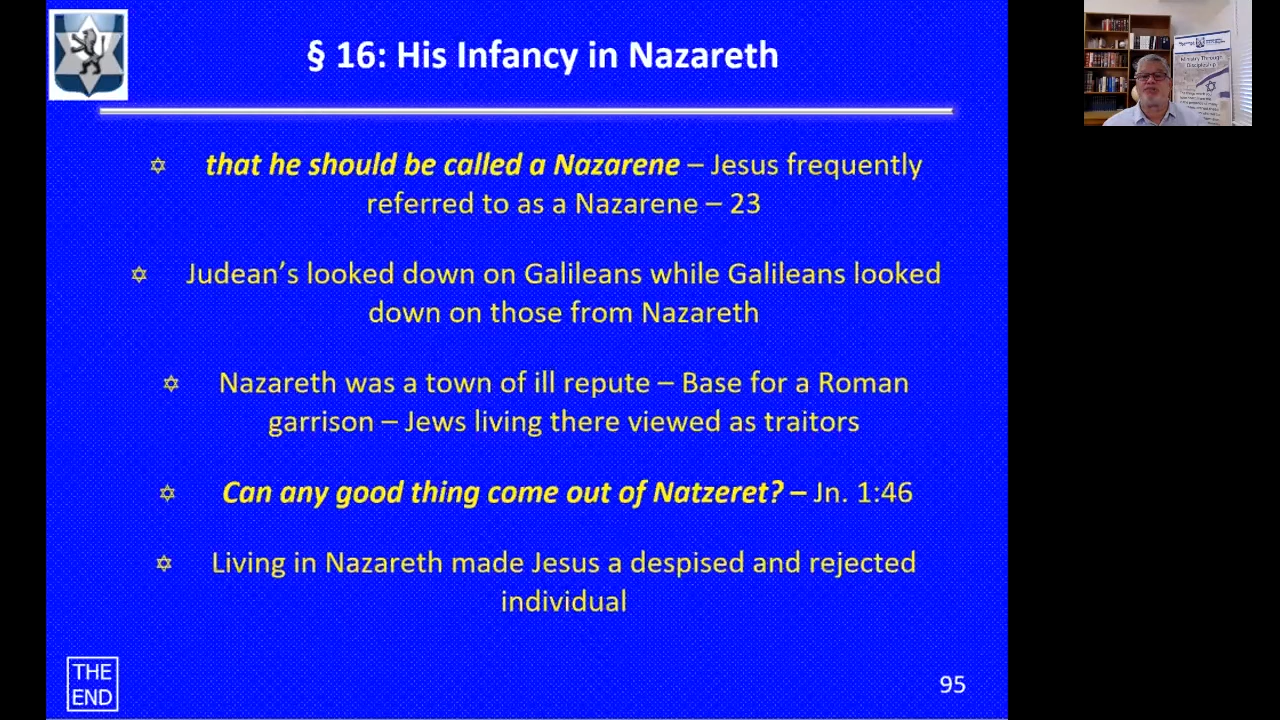 § 16: His Infancy in Nazareth
that he should be called a Nazarene – Jesus frequently
referred to as a Nazarene – 23
Judean’s looked down on Galileans while Galileans looked
down on those from Nazareth
Nazareth was a town of ill repute – Base for a Roman
garrison – Jews living there viewed as traitors
Can any good thing come out of Natzeret? – Jn. 1:46
Living in Nazareth made Jesus a despised and rejected
individual
THE
END
95
Ministry Through
Discipleship